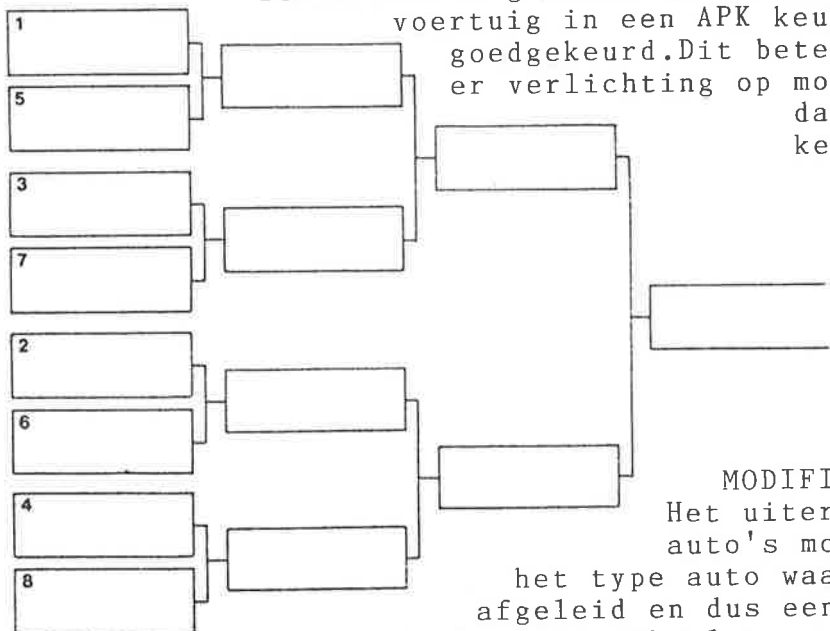 1
voertuig in een APK keu
goedgekeurd.Dit bete
5
er verlichting op mo
da
ke
3
7
2
6
MODIFI
4
Het uiter
auto's mo
8
het type auto waa
afgeleid en dus een